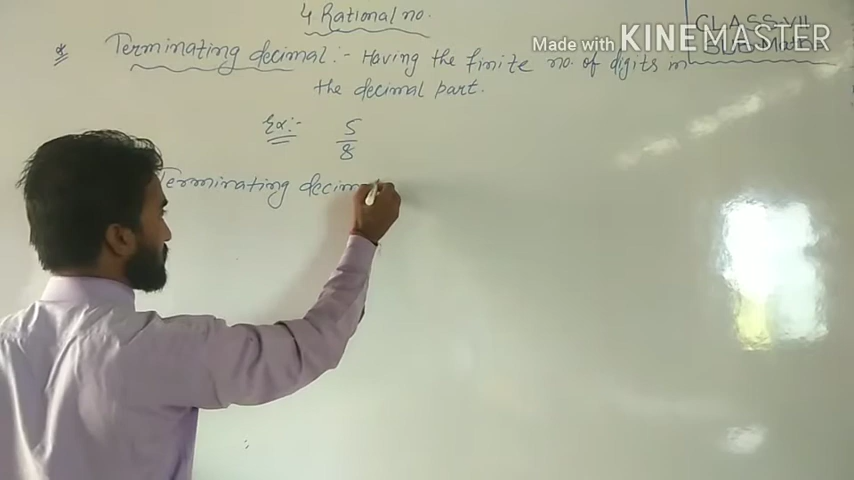 4 Rational no.
CLASS-VII
Made with KINEMASTER
* Terminating decimal :- Having the finite no. of digits in
the decimal part.
Ex:- 5
8
Terminating decim